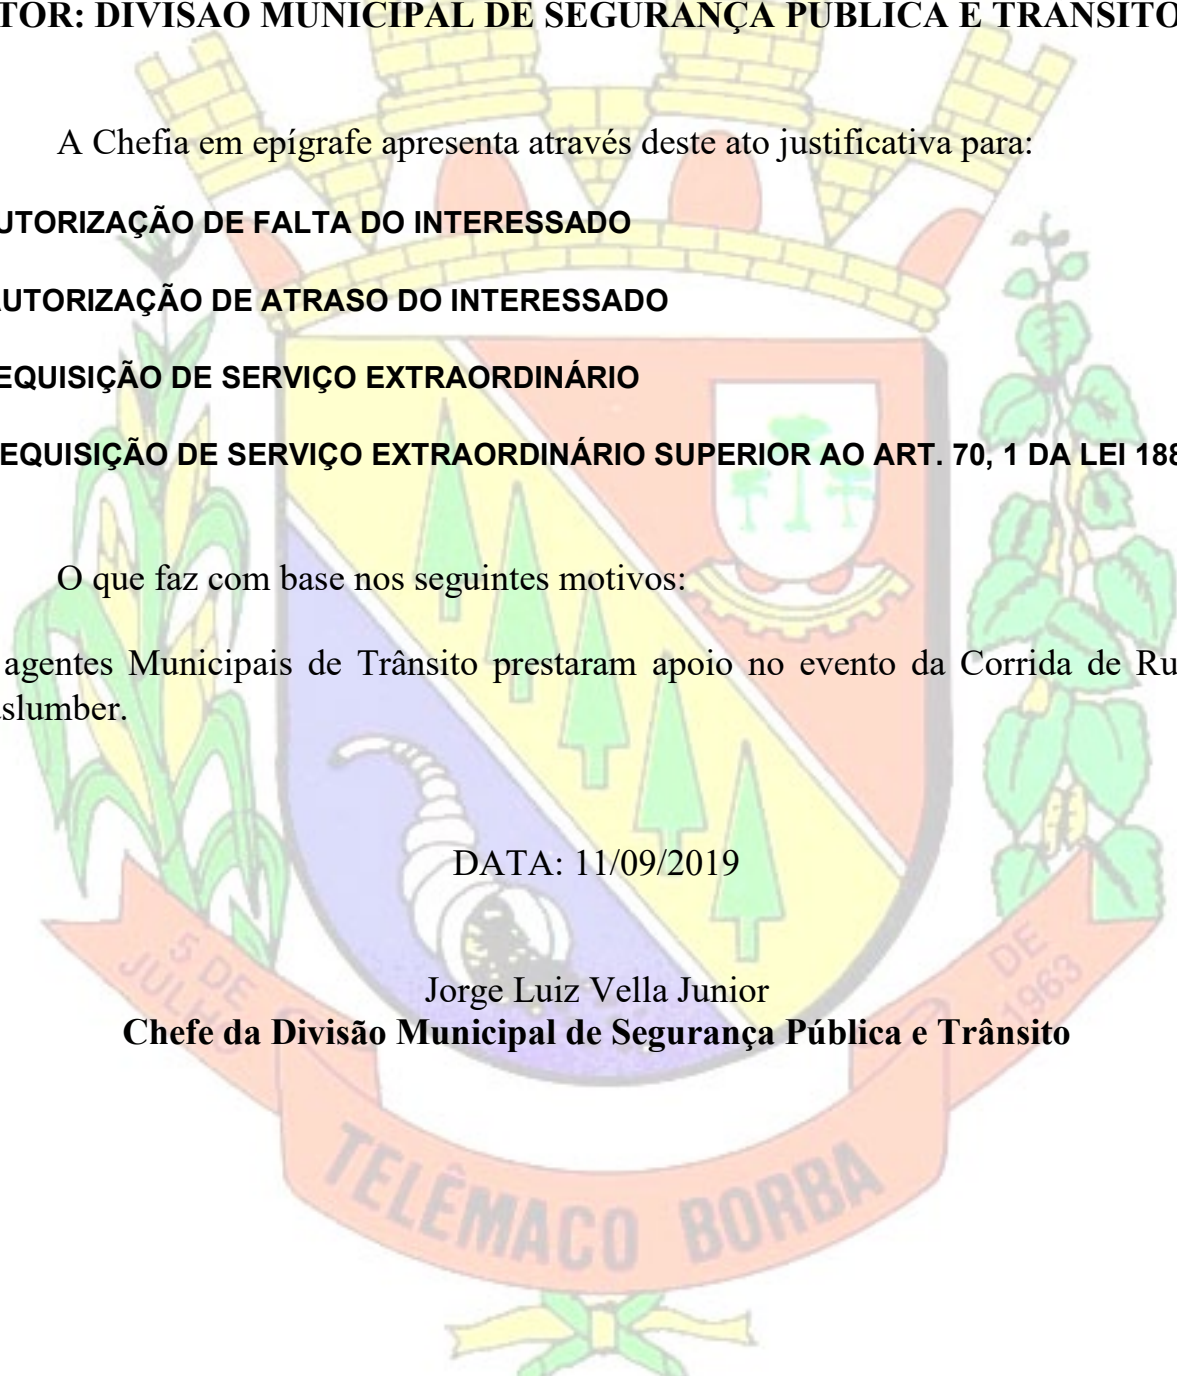 TOR: DIVISÃO MUNICIPAL DE SEGURANÇA PÚBLICA E TRÂNSITO
A Chefia em epígrafe apresenta através deste ato justificativa para:
UTORIZAÇÃO DE FALTA DO INTERESSADO
AUTORIZAÇÃO DE ATRASO DO INTERESSADO
EQUISIÇÃO DE SERVIÇO EXTRAORDINÁRIO
EQUISIÇÃO DE SERVIÇO EXTRAORDINÁRIO SUPERIOR AO ART. 70, 1 DA LEI 188
O que faz com base nos seguintes motivos:
agentes Municipais de Trânsito prestaram apoio no evento da Corrida de Ru
slumber.
DATA: 11/09/2019
5 DE JULHO
DE 1963
Jorge Luiz Vella Junior
Chefe da Divisão Municipal de Segurança Pública e Trânsito
TELÊMACO BORBA